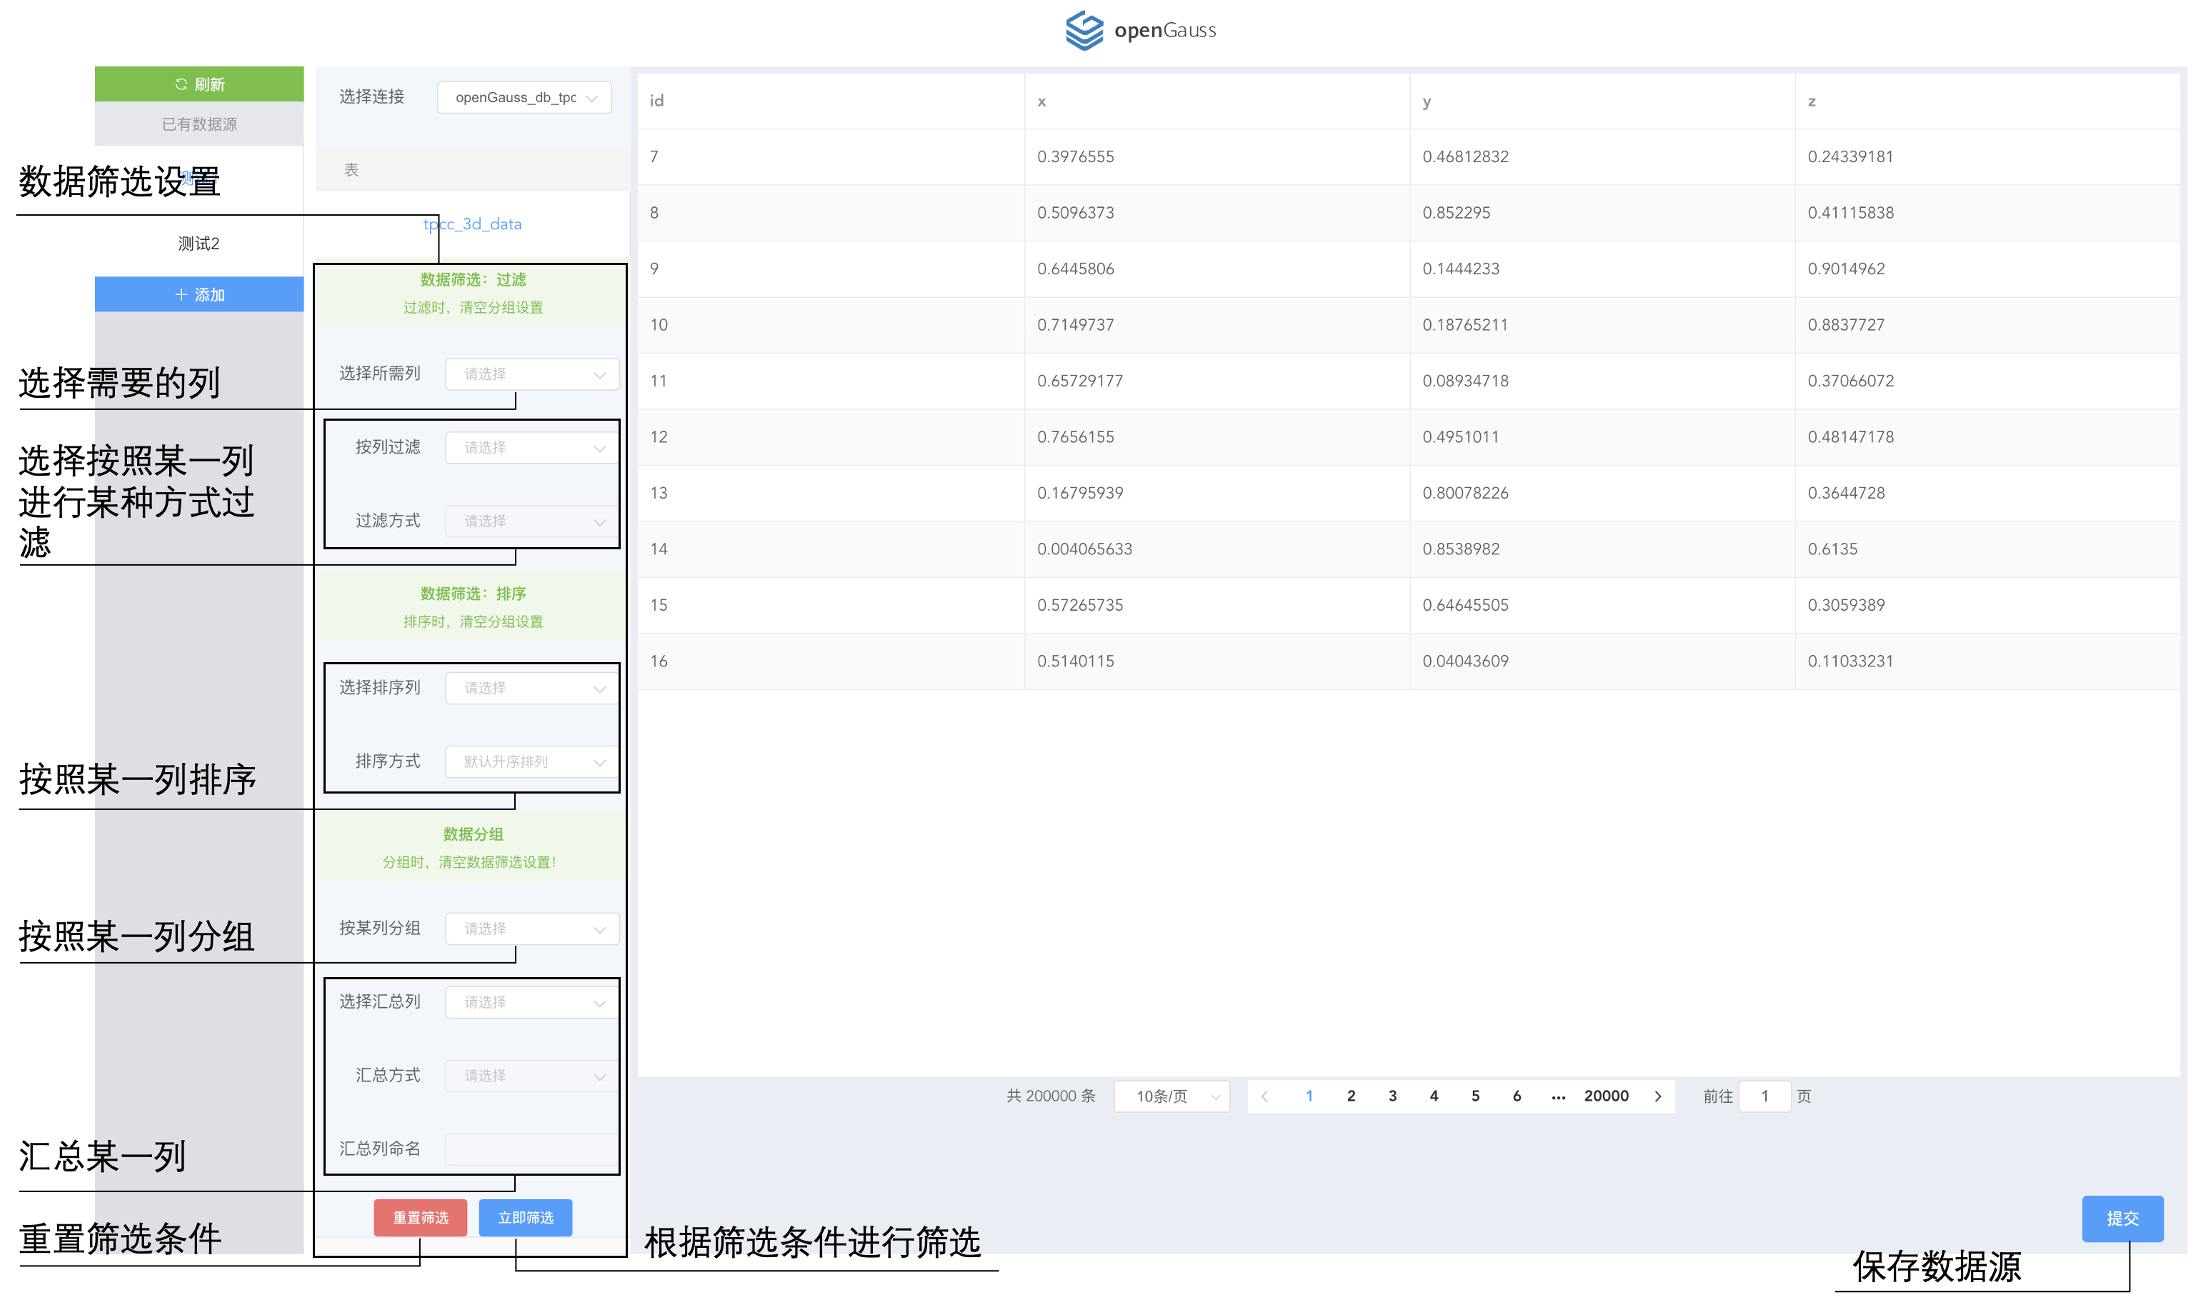 openGauss
刷新
已有数据源
测试2
添加
选择连接
openGauss_db_tpc
表
tpcc_3d_data
数据筛选设置
数据筛选：过滤
过滤时，清空分组设置
选择所需列
请选择
选择需要的列
按列过滤
请选择
过滤方式
请选择
选择按照某一列
进行某种方式过
滤
数据筛选：排序
排序时，清空分组设置
选择排序列
请选择
排序方式
默认升序排列
按照某一列排序
数据分组
分组时，清空数据筛选设置！
按某列分组
请选择
按照某一列分组
选择汇总列
请选择
汇总方式
请选择
汇总列命名
汇总某一列
重置筛选
立即筛选
重置筛选条件
根据筛选条件进行筛选
id x y z
7 0.3976555 0.46812832 0.24339181
8 0.5096373 0.852295 0.41115838
9 0.6445806 0.1444233 0.9014962
10 0.7149737 0.18765211 0.8837727
11 0.65729177 0.08934718 0.37066072
12 0.7656155 0.4951011 0.48147178
13 0.16795939 0.80078226 0.3644728
14 0.004065633 0.8538982 0.6135
15 0.57265735 0.64645505 0.3059389
16 0.5140115 0.04043609 0.11033231
共 200000 条 10条/页 1 2 3 4 5 6 ••• 20000 前往 1 页
提交
保存数据源